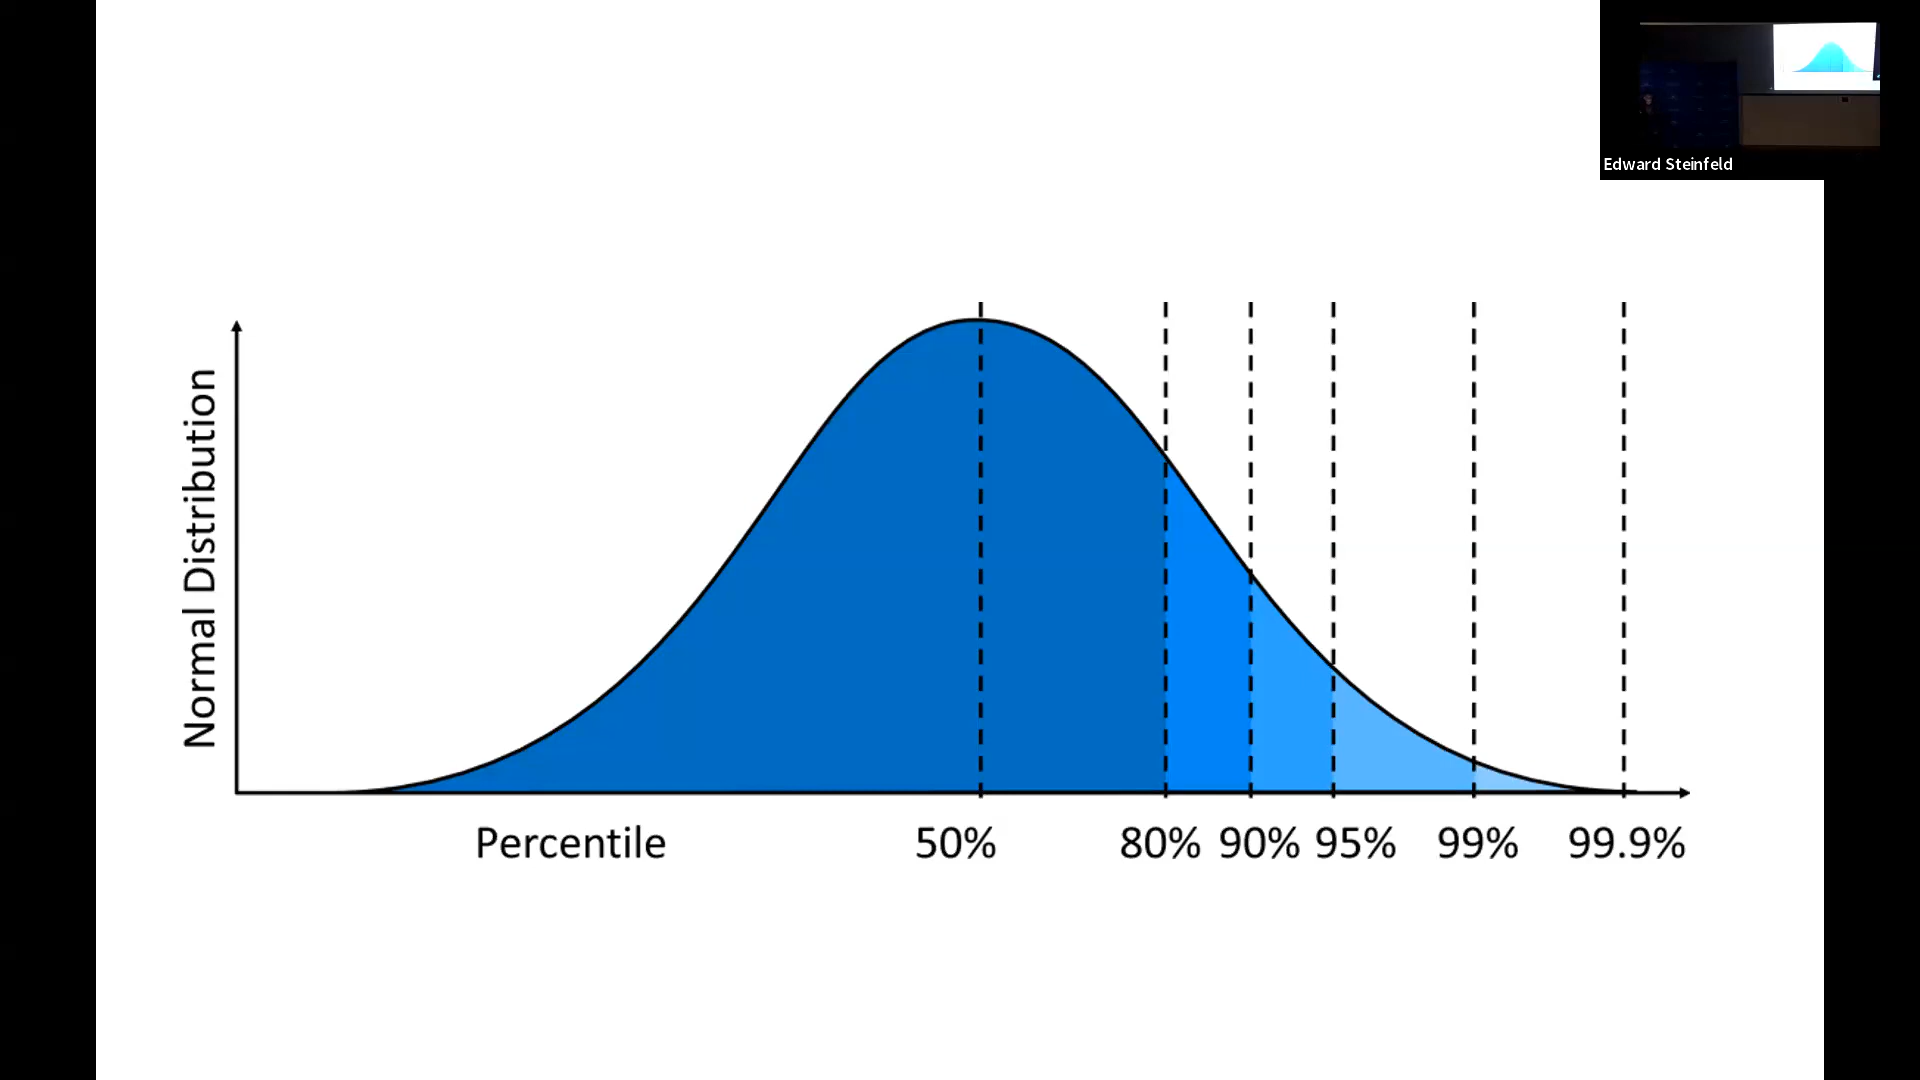 Edward Steinfeld
Normal Distribution
Percentile 50% 80% 90% 95% 99% 99.9%